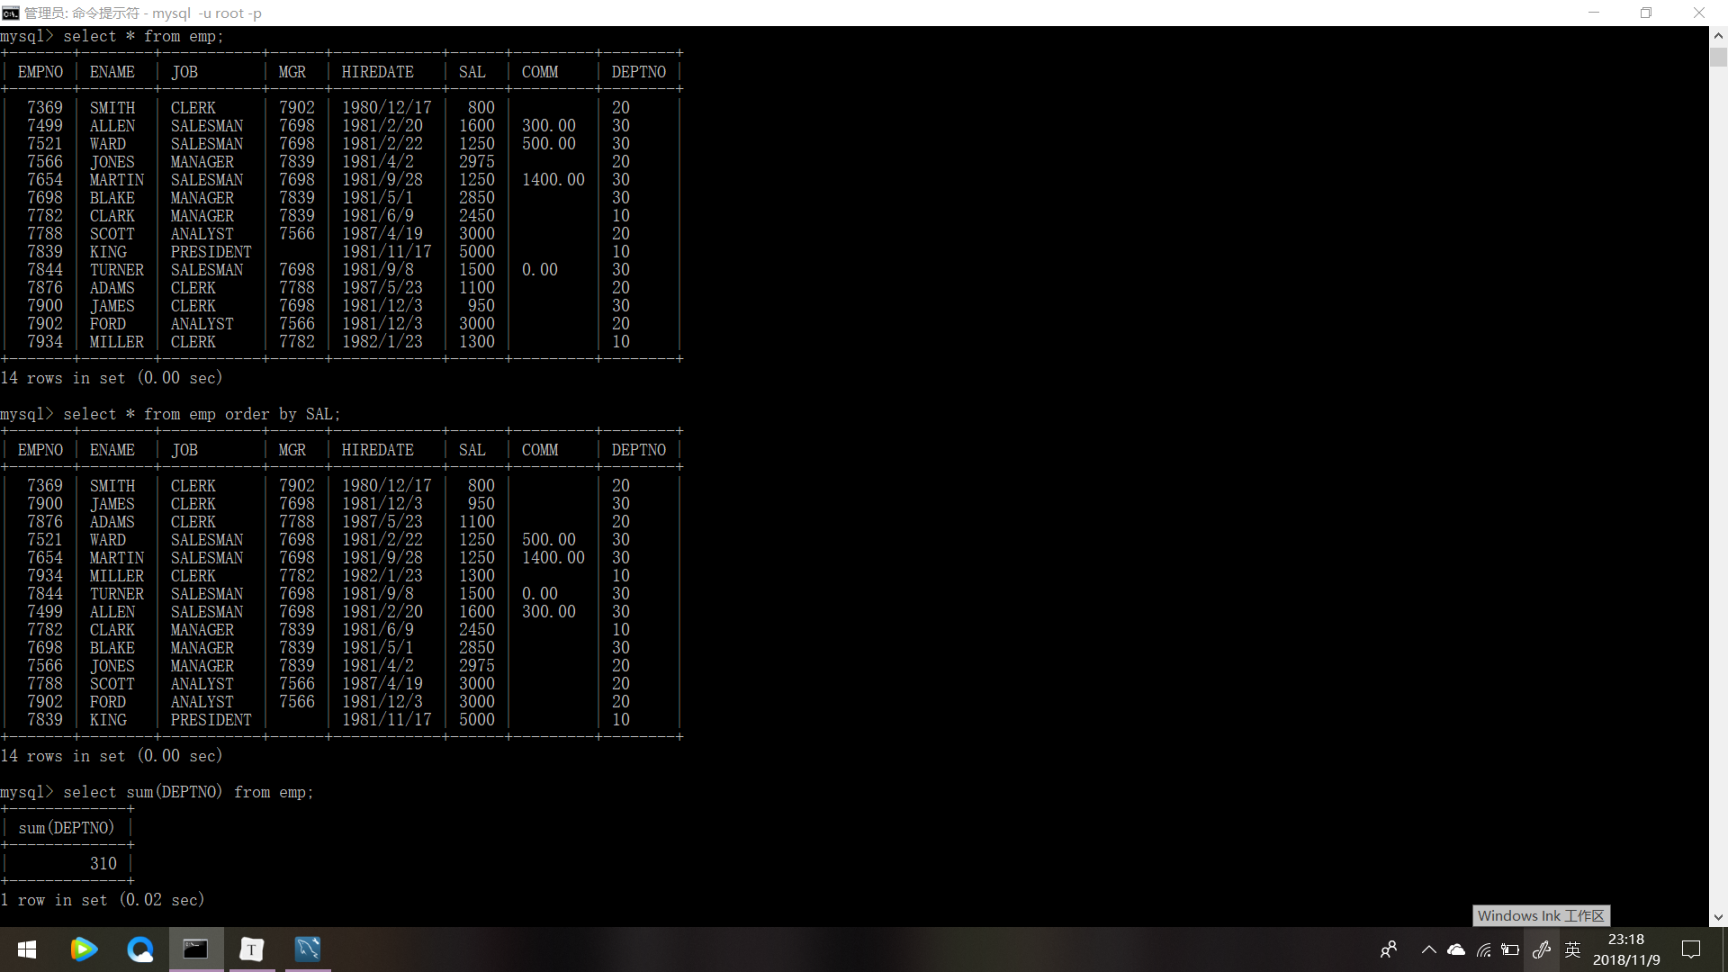 管理员: 命令提示符 - mysql  -u root -p
mysql> select * from emp;
+-------+--------+-----------+------+------------+------+---------+--------+
| EMPNO | ENAME  | JOB       | MGR  | HIREDATE   | SAL  | COMM    | DEPTNO |
+-------+--------+-----------+------+------------+------+---------+--------+
|  7369 | SMITH  | CLERK     | 7902 | 1980/12/17 |  800 |         | 20     |
|  7499 | ALLEN  | SALESMAN  | 7698 | 1981/2/20  | 1600 | 300.00  | 30     |
|  7521 | WARD   | SALESMAN  | 7698 | 1981/2/22  | 1250 | 500.00  | 30     |
|  7566 | JONES  | MANAGER   | 7839 | 1981/4/2   | 2975 |         | 20     |
|  7654 | MARTIN | SALESMAN  | 7698 | 1981/9/28  | 1250 | 1400.00 | 30     |
|  7698 | BLAKE  | MANAGER   | 7839 | 1981/5/1   | 2850 |         | 30     |
|  7782 | CLARK  | MANAGER   | 7839 | 1981/6/9   | 2450 |         | 10     |
|  7788 | SCOTT  | ANALYST   | 7566 | 1987/4/19  | 3000 |         | 20     |
|  7839 | KING   | PRESIDENT |      | 1981/11/17 | 5000 |         | 10     |
|  7844 | TURNER | SALESMAN  | 7698 | 1981/9/8   | 1500 | 0.00    | 30     |
|  7876 | ADAMS  | CLERK     | 7788 | 1987/5/23  | 1100 |         | 20     |
|  7900 | JAMES  | CLERK     | 7698 | 1981/12/3  |  950 |         | 30     |
|  7902 | FORD   | ANALYST   | 7566 | 1981/12/3  | 3000 |         | 20     |
|  7934 | MILLER | CLERK     | 7782 | 1982/1/23  | 1300 |         | 10     |
+-------+--------+-----------+------+------------+------+---------+--------+
14 rows in set (0.00 sec)
mysql> select * from emp order by SAL;
+-------+--------+-----------+------+------------+------+---------+--------+
| EMPNO | ENAME  | JOB       | MGR  | HIREDATE   | SAL  | COMM    | DEPTNO |
+-------+--------+-----------+------+------------+------+---------+--------+
|  7369 | SMITH  | CLERK     | 7902 | 1980/12/17 |  800 |         | 20     |
|  7900 | JAMES  | CLERK     | 7698 | 1981/12/3  |  950 |         | 30     |
|  7876 | ADAMS  | CLERK     | 7788 | 1987/5/23  | 1100 |         | 20     |
|  7521 | WARD   | SALESMAN  | 7698 | 1981/2/22  | 1250 | 500.00  | 30     |
|  7654 | MARTIN | SALESMAN  | 7698 | 1981/9/28  | 1250 | 1400.00 | 30     |
|  7934 | MILLER | CLERK     | 7782 | 1982/1/23  | 1300 |         | 10     |
|  7844 | TURNER | SALESMAN  | 7698 | 1981/9/8   | 1500 | 0.00    | 30     |
|  7499 | ALLEN  | SALESMAN  | 7698 | 1981/2/20  | 1600 | 300.00  | 30     |
|  7782 | CLARK  | MANAGER   | 7839 | 1981/6/9   | 2450 |         | 10     |
|  7698 | BLAKE  | MANAGER   | 7839 | 1981/5/1   | 2850 |         | 30     |
|  7566 | JONES  | MANAGER   | 7839 | 1981/4/2   | 2975 |         | 20     |
|  7788 | SCOTT  | ANALYST   | 7566 | 1987/4/19  | 3000 |         | 20     |
|  7902 | FORD   | ANALYST   | 7566 | 1981/12/3  | 3000 |         | 20     |
|  7839 | KING   | PRESIDENT |      | 1981/11/17 | 5000 |         | 10     |
+-------+--------+-----------+------+------------+------+---------+--------+
14 rows in set (0.00 sec)
mysql> select sum(DEPTNO) from emp;
+-------------+
| sum(DEPTNO) |
+-------------+
|         310 |
+-------------+
1 row in set (0.02 sec)
Windows Ink 工作区
T
英
23:18
2018/11/9